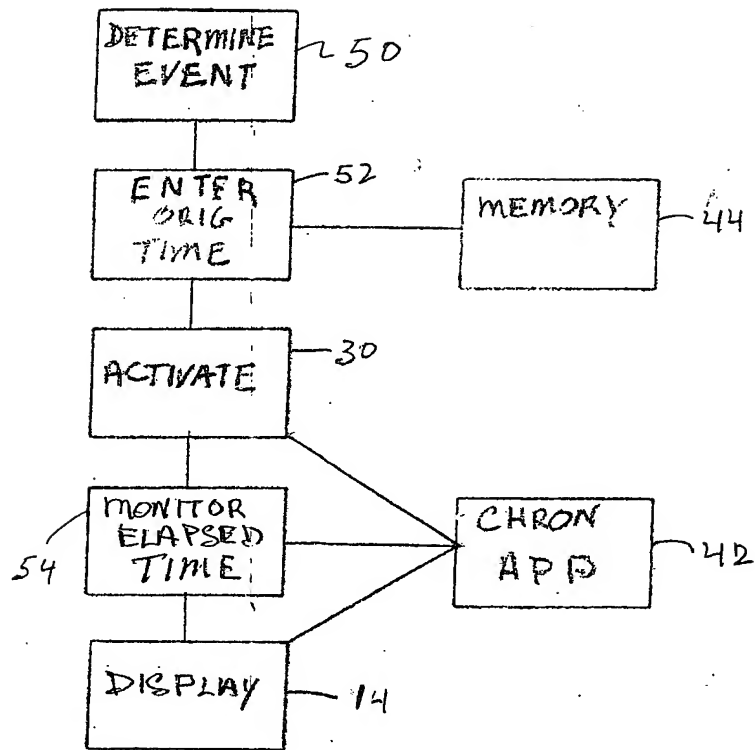 DETERMINE
EVENT
50
ENTER
ORIG
TIME
52
MEMORY
44
ACTIVATE
30
MONITOR
ELAPSED
TIME
54
CHRON
APP
42
DISPLAY
14